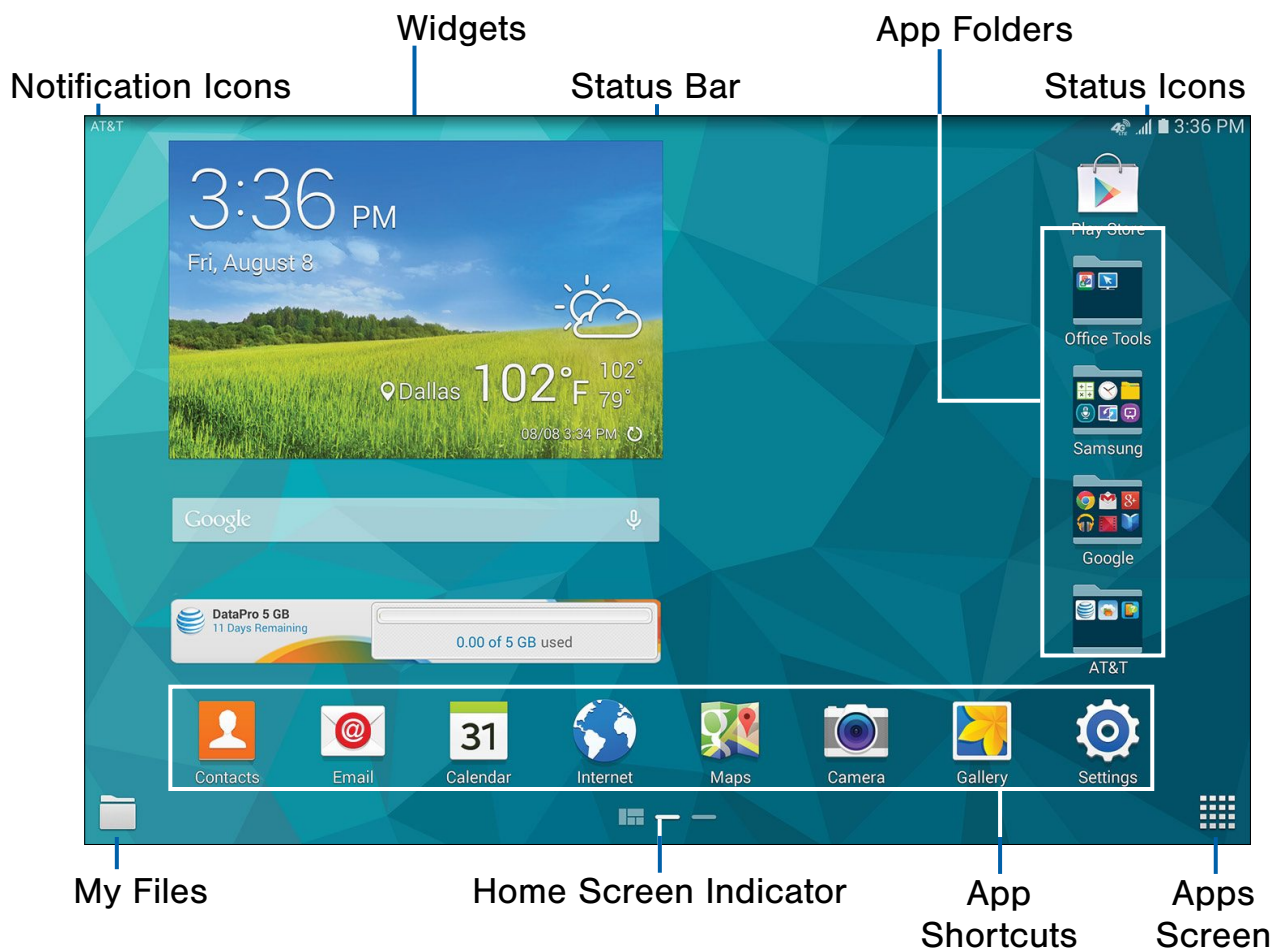 Widgets
App Folders
Notification Icons
Status Bar
Status Icons
AT&T
4G LTE
3:36 PM
Play Store
3:36 PM
Fri, August 8
Dallas 102°F 102° 79°
08/08 3:34 PM
Office Tools
Samsung
Google
8+
Google
AT&T
DataPro 5 GB
11 Days Remaining
0.00 of 5 GB used
@
31
g
Contacts
Email
Calendar
Internet
Maps
Camera
Gallery
Settings
My Files
Home Screen Indicator
App
Shortcuts
Apps
Screen